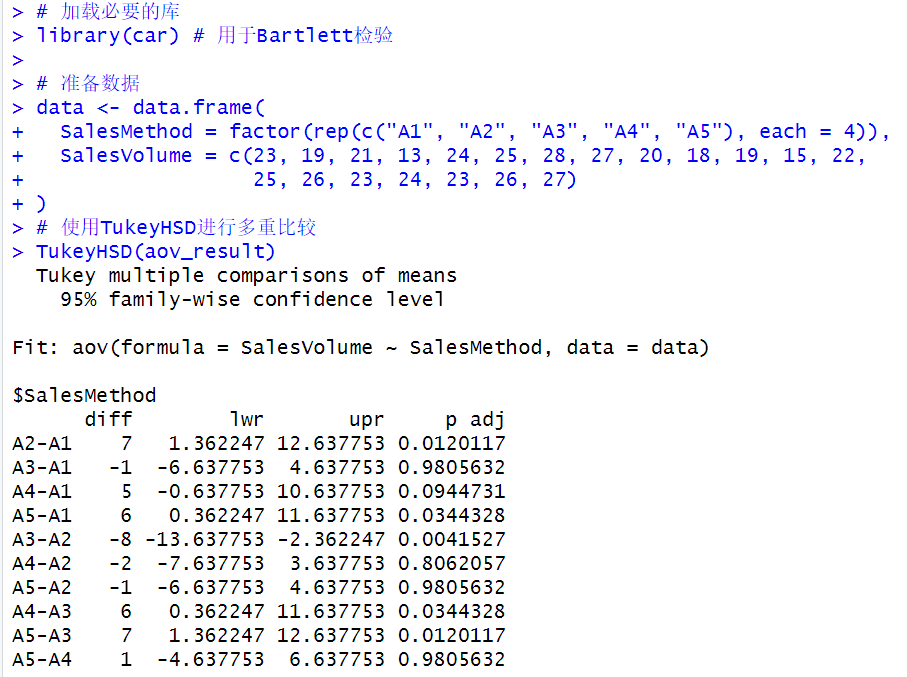 > # 加载必要的库
> library(car) # 用于Bartlett检验
>
> # 准备数据
> data <- data.frame(
+   SalesMethod = factor(rep(c("A1", "A2", "A3", "A4", "A5"), each = 4)),
+   SalesVolume = c(23, 19, 21, 13, 24, 25, 28, 27, 20, 18, 19, 15, 22,
+                   25, 26, 23, 24, 23, 26, 27)
+ )
> # 使用TukeyHSD进行多重比较
> TukeyHSD(aov_result)
  Tukey multiple comparisons of means
    95% family-wise confidence level

Fit: aov(formula = SalesVolume ~ SalesMethod, data = data)

$SalesMethod
      diff        lwr       upr     p adj
A2-A1    7   1.362247 12.637753 0.0120117
A3-A1   -1  -6.637753  4.637753 0.9805632
A4-A1    5  -0.637753 10.637753 0.0944731
A5-A1    6   0.362247 11.637753 0.0344328
A3-A2   -8 -13.637753 -2.362247 0.0041527
A4-A2   -2  -7.637753  3.637753 0.8062057
A5-A2   -1  -6.637753  4.637753 0.9805632
A4-A3    6   0.362247 11.637753 0.0344328
A5-A3    7   1.362247 12.637753 0.0120117
A5-A4    1  -4.637753  6.637753 0.9805632